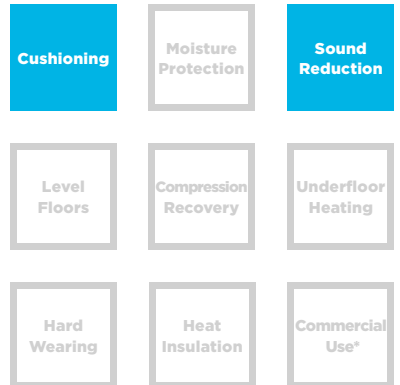 Cushioning
Moisture
Protection
Sound
Reduction
Level
Floors
Compression
Recovery
Underfloor
Heating
Hard
Wearing
Heat
Insulation
Commercial
Use*